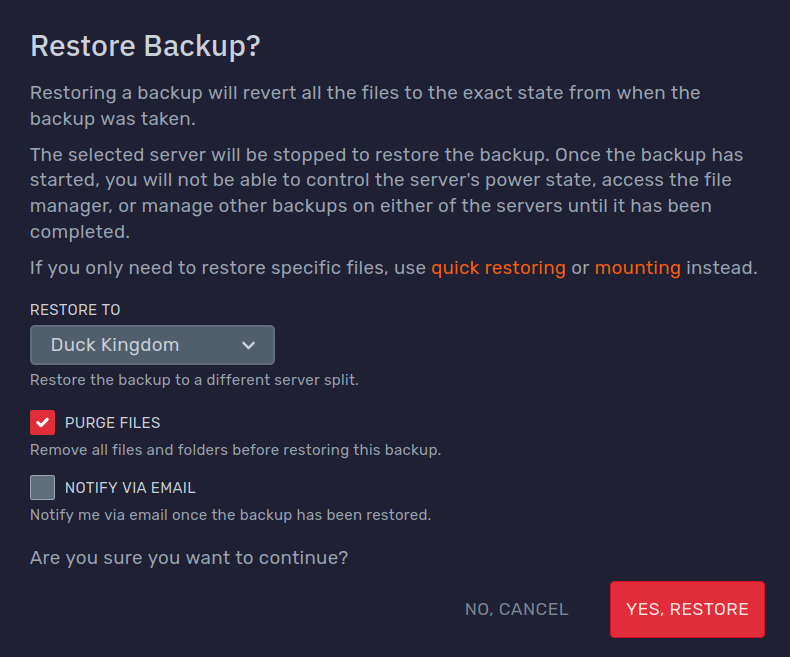 Restore Backup?
Restoring a backup will revert all the files to the exact state from when the
backup was taken.
The selected server will be stopped to restore the backup. Once the backup has
started, you will not be able to control the server's power state, access the file
manager, or manage other backups on either of the servers until it has been
completed.
If you only need to restore specific files, use quick restoring or mounting instead.
RESTORE TO
Duck Kingdom
Restore the backup to a different server split.
PURGE FILES
Remove all files and folders before restoring this backup.
NOTIFY VIA EMAIL
Notify me via email once the backup has been restored.
Are you sure you want to continue?
NO, CANCEL YES, RESTORE